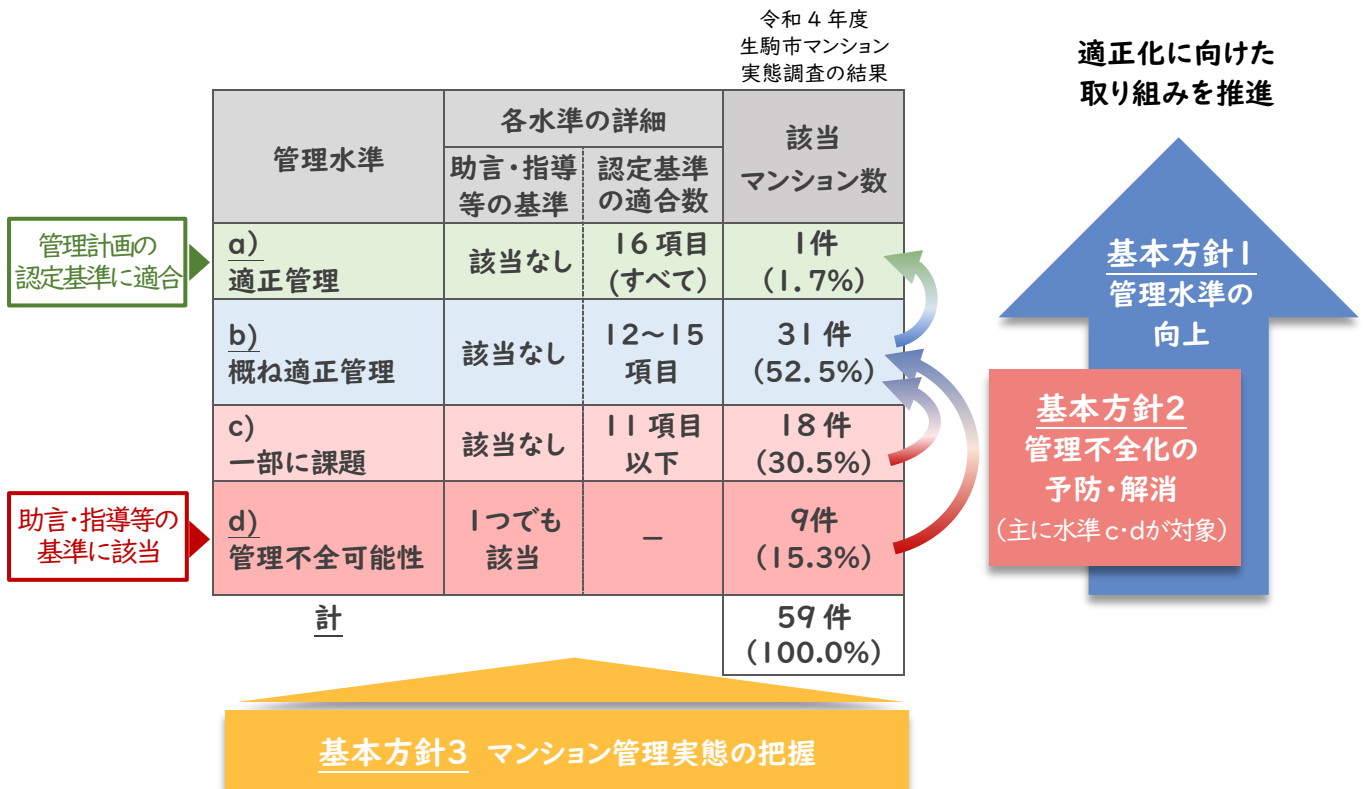 令和4年度
生駒市マンション
実態調査の結果
適正化に向けた
取り組みを推進
管理水準
各水準の詳細
助言・指導
等の基準
認定基準
の適合数
該当
マンション数
管理計画の
認定基準に適合
a)
適正管理
該当なし
16項目
(すべて)
1件
(1.7%)
b)
概ね適正管理
該当なし
12～15
項目
31件
(52.5%)
c)
一部に課題
該当なし
11項目
以下
18件
(30.5%)
助言・指導等の
基準に該当
d)
管理不全可能性
1つでも
該当
－
9件
(15.3%)
計
59件
(100.0%)
基本方針1
管理水準の
向上
基本方針2
管理不全化の
予防・解消
(主に水準c・dが対象)
基本方針3 マンション管理実態の把握